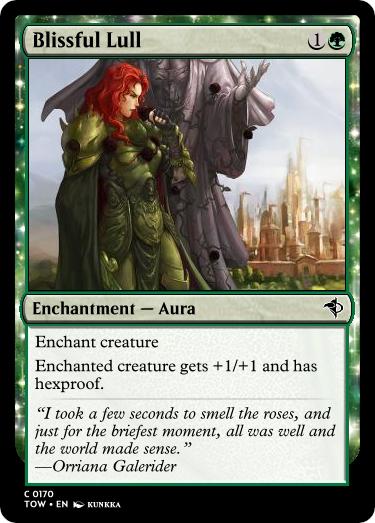 Blissful Lull 1
Enchantment — Aura
Enchant creature
Enchanted creature gets +1/+1 and has
hexproof.
“I took a few seconds to smell the roses, and
just for the briefest moment, all was well and
the world made sense.”
—Orriana Galerider
C 0170
TOW • EN KUNKKA